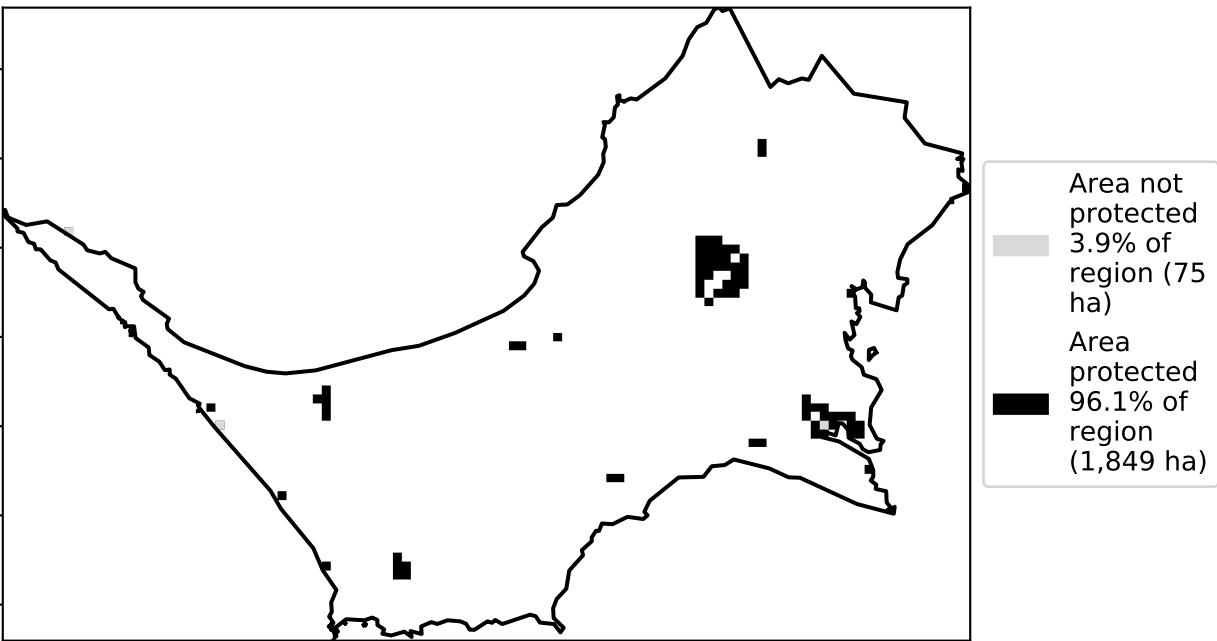 Area not
protected
3.9% of
region (75
ha)
Area
protected
96.1% of
region
(1,849 ha)